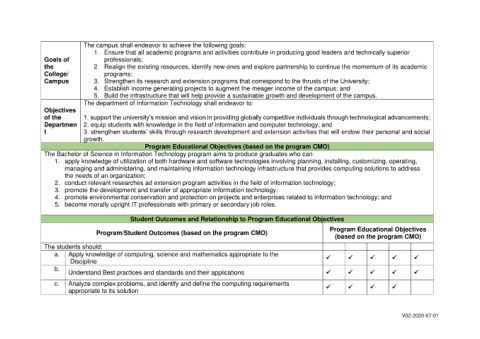 The campus shall endeavor to achieve the following goals:
Goals of the College/ Campus
1. Ensure that all academic programs and activities contribute in producing good leaders and technically superior
professionals;
2. Realign the existing resources, identify new ones and explore partnership to continue the momentum of its academic
programs;
3. Strengthen its research and extension programs that correspond to the thrusts of the University;
4. Establish income generating projects to augment the meager income of the campus; and
5. Build the infrastructure that will help provide a sustainable growth and development of the campus.
Objectives
of the
Departmen
t
The department of Information Technology shall endeavor to:
1. support the university's mission and vision in providing globally competitive individuals through technological advancements;
2. equip students with knowledge in the field of information and computer technology; and
3. strengthen students' skills through research development and extension activities that will endow their personal and social
growth.
Program Educational Objectives (based on the program CMO)
The Bachelor of Science in Information Technology program aims to produce graduates who can:
1. apply knowledge of utilization of both hardware and software technologies involving planning, installing, customizing, operating,
managing and administering, and maintaining information technology infrastructure that provides computing solutions to address
the needs of an organization;
2. conduct relevant researches ad extension program activities in the field of information technology;
3. promote the development and transfer of appropriate information technology;
4. promote environmental conservation and protection on projects and enterprises related to information technology; and
5. become morally upright IT professionals with primary or secondary job roles.
Student Outcomes and Relationship to Program Educational Objectives
Program/Student Outcomes (based on the program CMO)
Program Educational Objectives
(based on the program CMO)
The students should:
a. Apply knowledge of computing, science and mathematics appropriate to the
Discipline ✓ ✓ ✓ ✓ ✓
b. Understand Best practices and standards and their applications ✓ ✓ ✓ ✓ ✓
c. Analyze complex problems, and identify and define the computing requirements
appropriate to its solution ✓ ✓ ✓ ✓
V02-2020-07-01